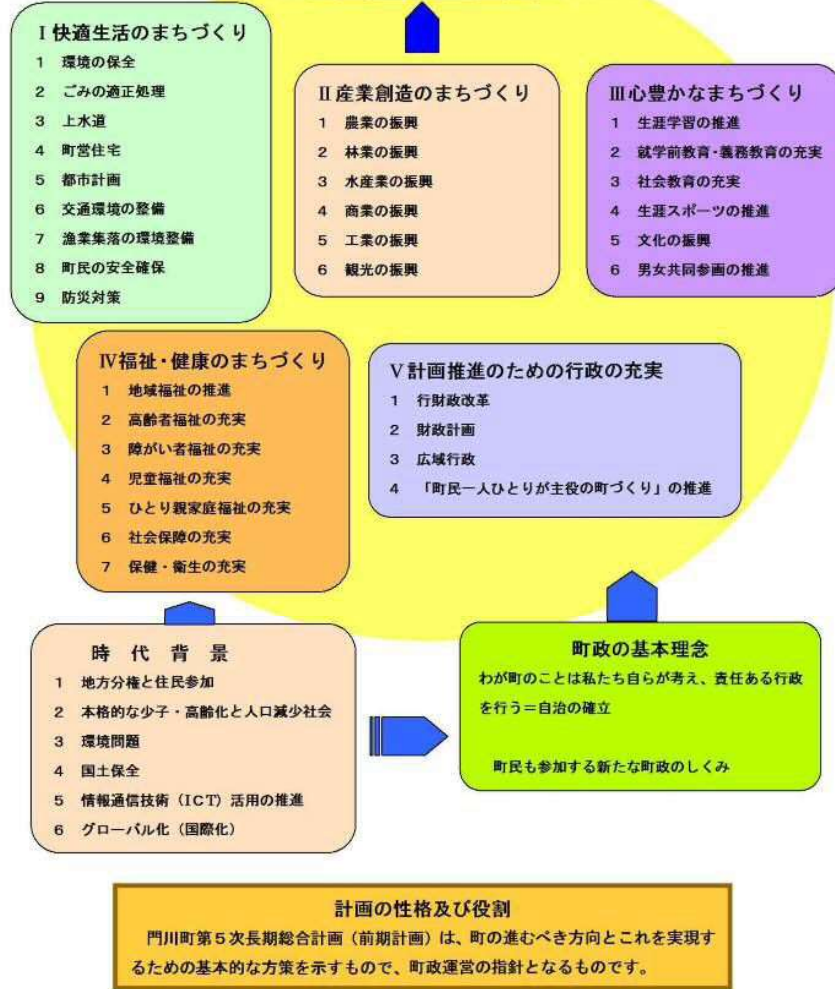 Ⅰ快適生活のまちづくり
1 環境の保全
2 ごみの適正処理
3 上水道
4 町営住宅
5 都市計画
6 交通環境の整備
7 漁業集落の環境整備
8 町民の安全確保
9 防災対策
Ⅱ産業創造のまちづくり
1 農業の振興
2 林業の振興
3 水産業の振興
4 商業の振興
5 工業の振興
6 観光の振興
Ⅲ心豊かなまちづくり
1 生涯学習の推進
2 就学前教育・義務教育の充実
3 社会教育の充実
4 生涯スポーツの推進
5 文化の振興
6 男女共同参画の推進
Ⅳ福祉・健康のまちづくり
1 地域福祉の推進
2 高齢者福祉の充実
3 障がい者福祉の充実
4 児童福祉の充実
5 ひとり親家庭福祉の充実
6 社会保障の充実
7 保健・衛生の充実
Ⅴ計画推進のための行政の充実
1 行財政改革
2 財政計画
3 広域行政
4 「町民一人ひとりが主役の町づくり」の推進
時代背景
1 地方分権と住民参加
2 本格的な少子・高齢化と人口減少社会
3 環境問題
4 国土保全
5 情報通信技術(ICT)活用の推進
6 グローバル化(国際化)
町政の基本理念
わが町のことは私たち自らが考え、責任ある行政
を行う=自治の確立
町民も参加する新たな町政のしくみ
計画の性格及び役割
門川町第5次長期総合計画(前期計画)は、町の進むべき方向とこれを実現す
るための基本的な方策を示すもので、町政運営の指針となるものです。